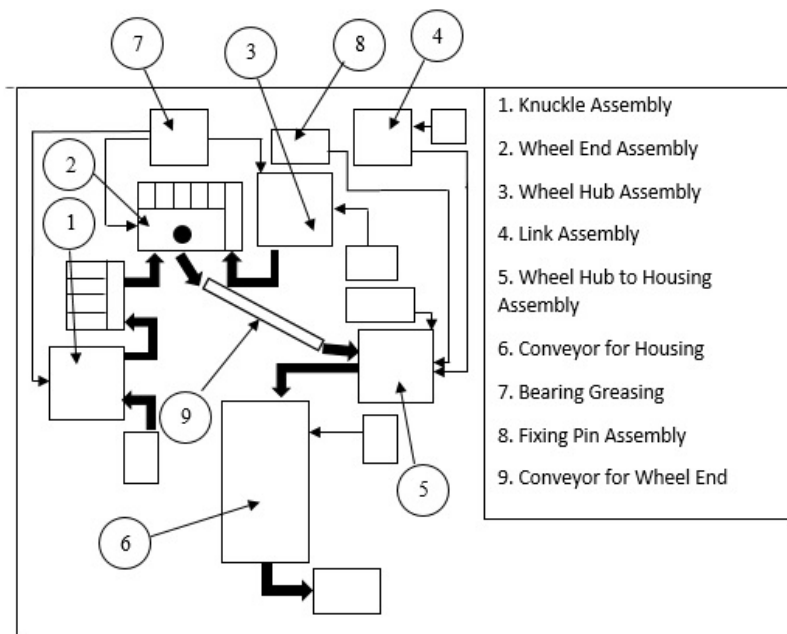 7
3
8
4
2
1
9
5
6
1. Knuckle Assembly
2. Wheel End Assembly
3. Wheel Hub Assembly
4. Link Assembly
5. Wheel Hub to Housing
Assembly
6. Conveyor for Housing
7. Bearing Greasing
8. Fixing Pin Assembly
9. Conveyor for Wheel End